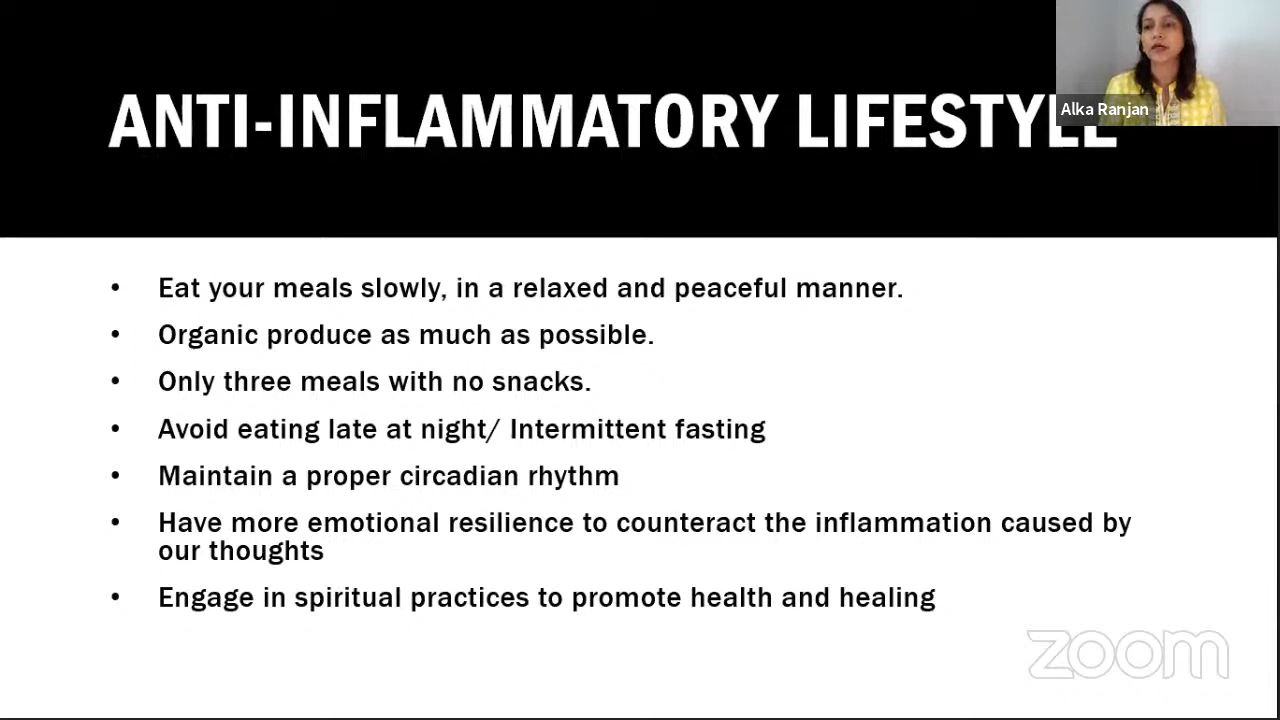 ANTI-INFLAMMATORY LIFESTYLE
Alka Ranjan
• Eat your meals slowly, in a relaxed and peaceful manner.
• Organic produce as much as possible.
• Only three meals with no snacks.
• Avoid eating late at night/ Intermittent fasting
• Maintain a proper circadian rhythm
• Have more emotional resilience to counteract the inflammation caused by
our thoughts
• Engage in spiritual practices to promote health and healing
zoom